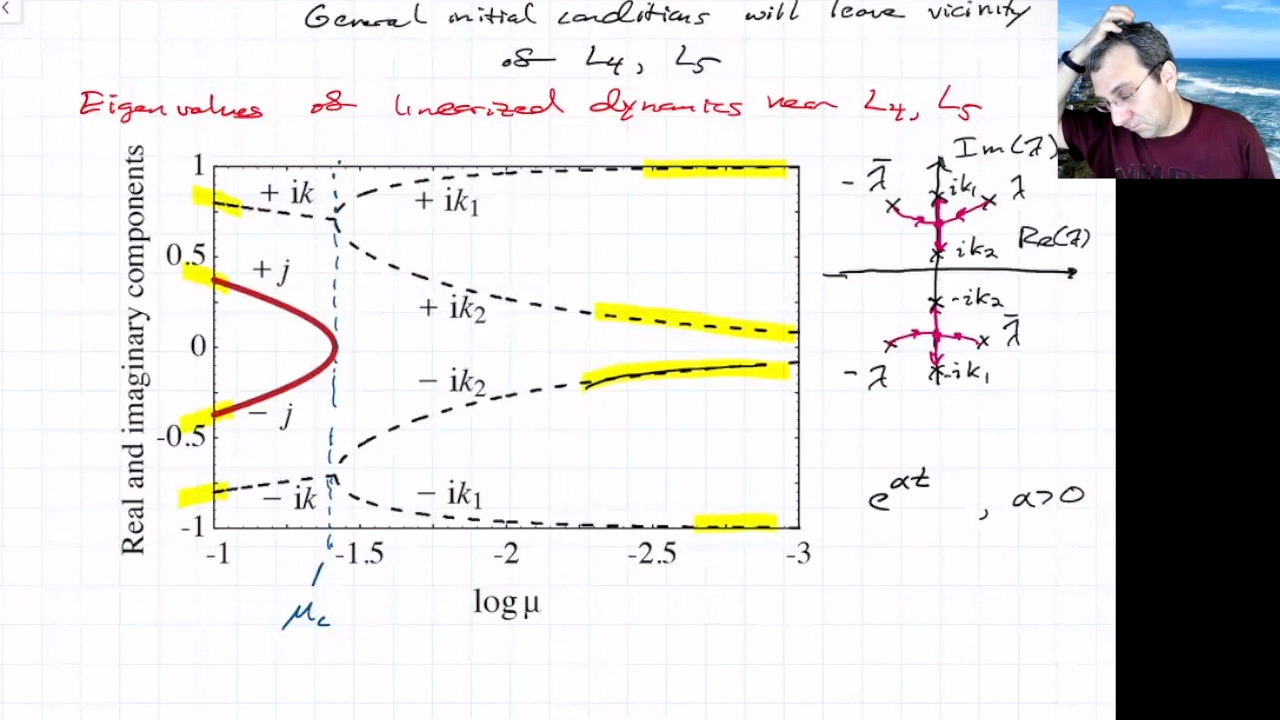 General initial conditions will leave vicinity
of L4, L5
Eigenvalues of linearized dynamics near L4, L5
Real and imaginary components
1
0.5
0
-0.5
-1
+ ik
+ j
- j
- ik
+ ik1
+ ik2
- ik2
- ik1
-1
-1.5
-2
-2.5
-3
log μ
μc
Im(λ)
-λ̄
ik1
λ
Re(λ)
ik2
-ik2
λ̄
-λ
-ik1
e^αt , α>0